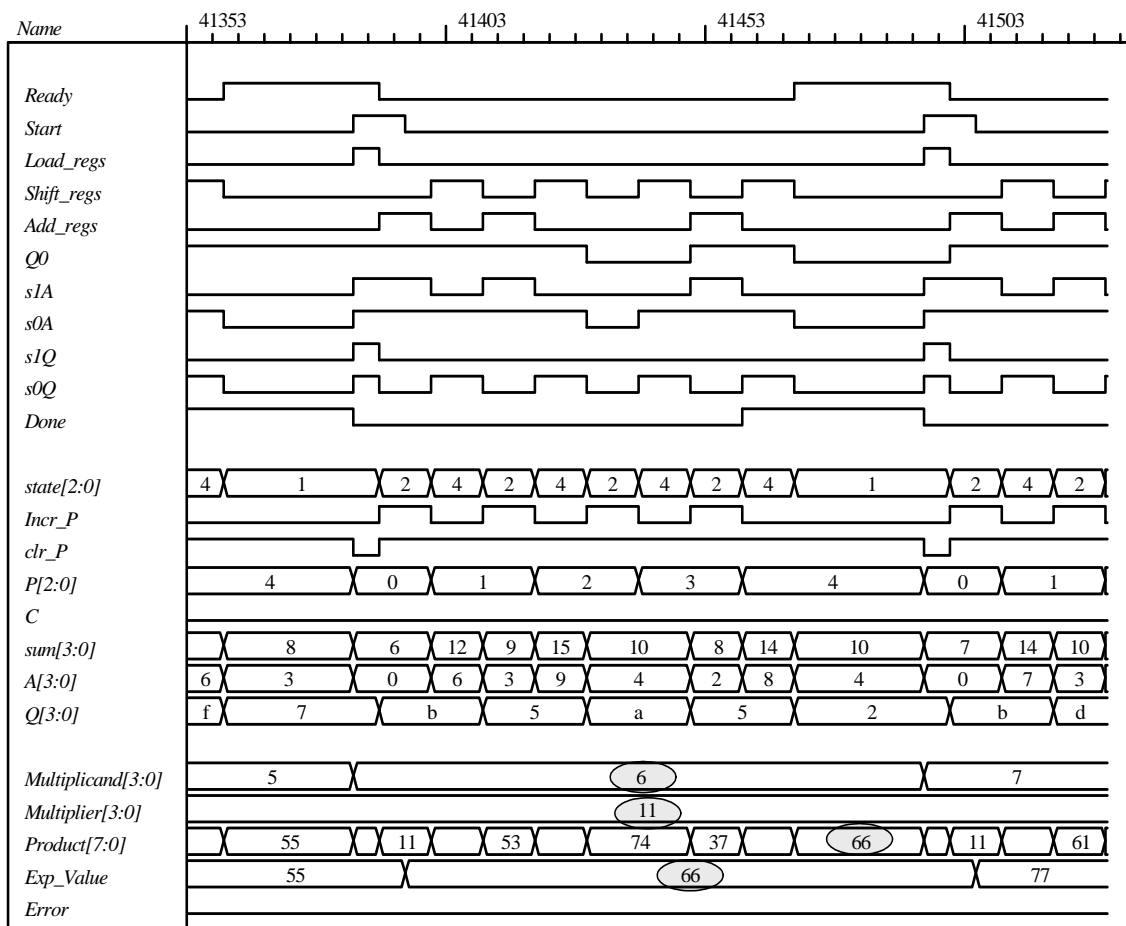 Name 41353 41403 41453 41503
Ready
Start
Load_regs
Shift_regs
Add_regs
Q0
s1A
s0A
s1Q
s0Q
Done
state[2:0] 4 1 2 4 2 4 2 4 2 4 1 2 4 2
Incr_P
clr_P
P[2:0] 4 0 1 2 3 4 0 1
C
sum[3:0] 8 6 12 9 15 10 8 14 10 7 14 10
A[3:0] 6 3 0 6 3 9 4 2 8 4 0 7 3
Q[3:0] f 7 b 5 a 5 2 b d
Multiplicand[3:0] 5 6 7
Multiplier[3:0] 11
Product[7:0] 55 11 53 74 37 66 11 61
Exp_Value 55 66 77
Error